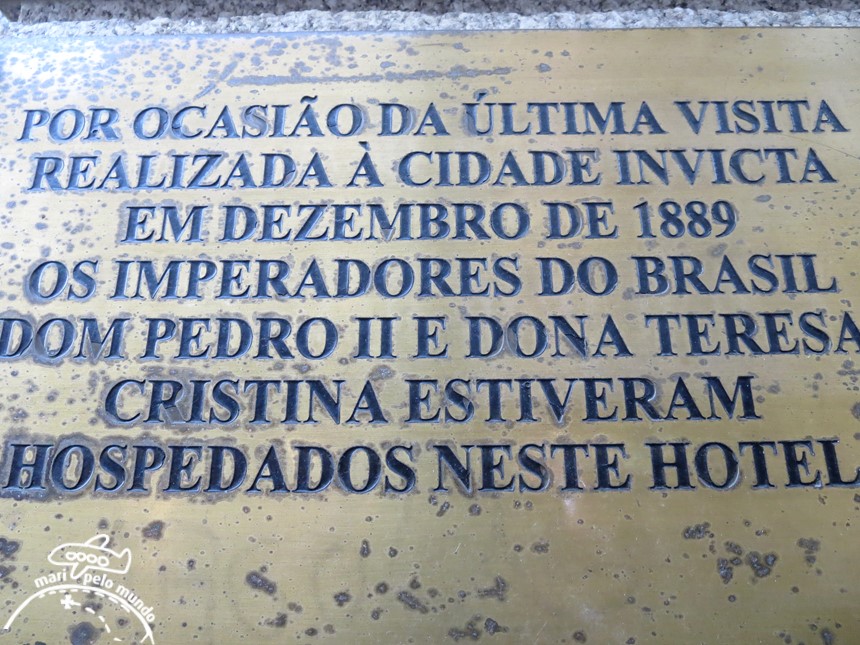 POR OCASIÃO DA ÚLTIMA VISITA
REALIZADA À CIDADE INVICTA
EM DEZEMBRO DE 1889
OS IMPERADORES DO BRASIL
DOM PEDRO II E DONA TERESA
CRISTINA ESTIVERAM
HOSPEDADOS NESTE HOTEL
mari pelo mundo